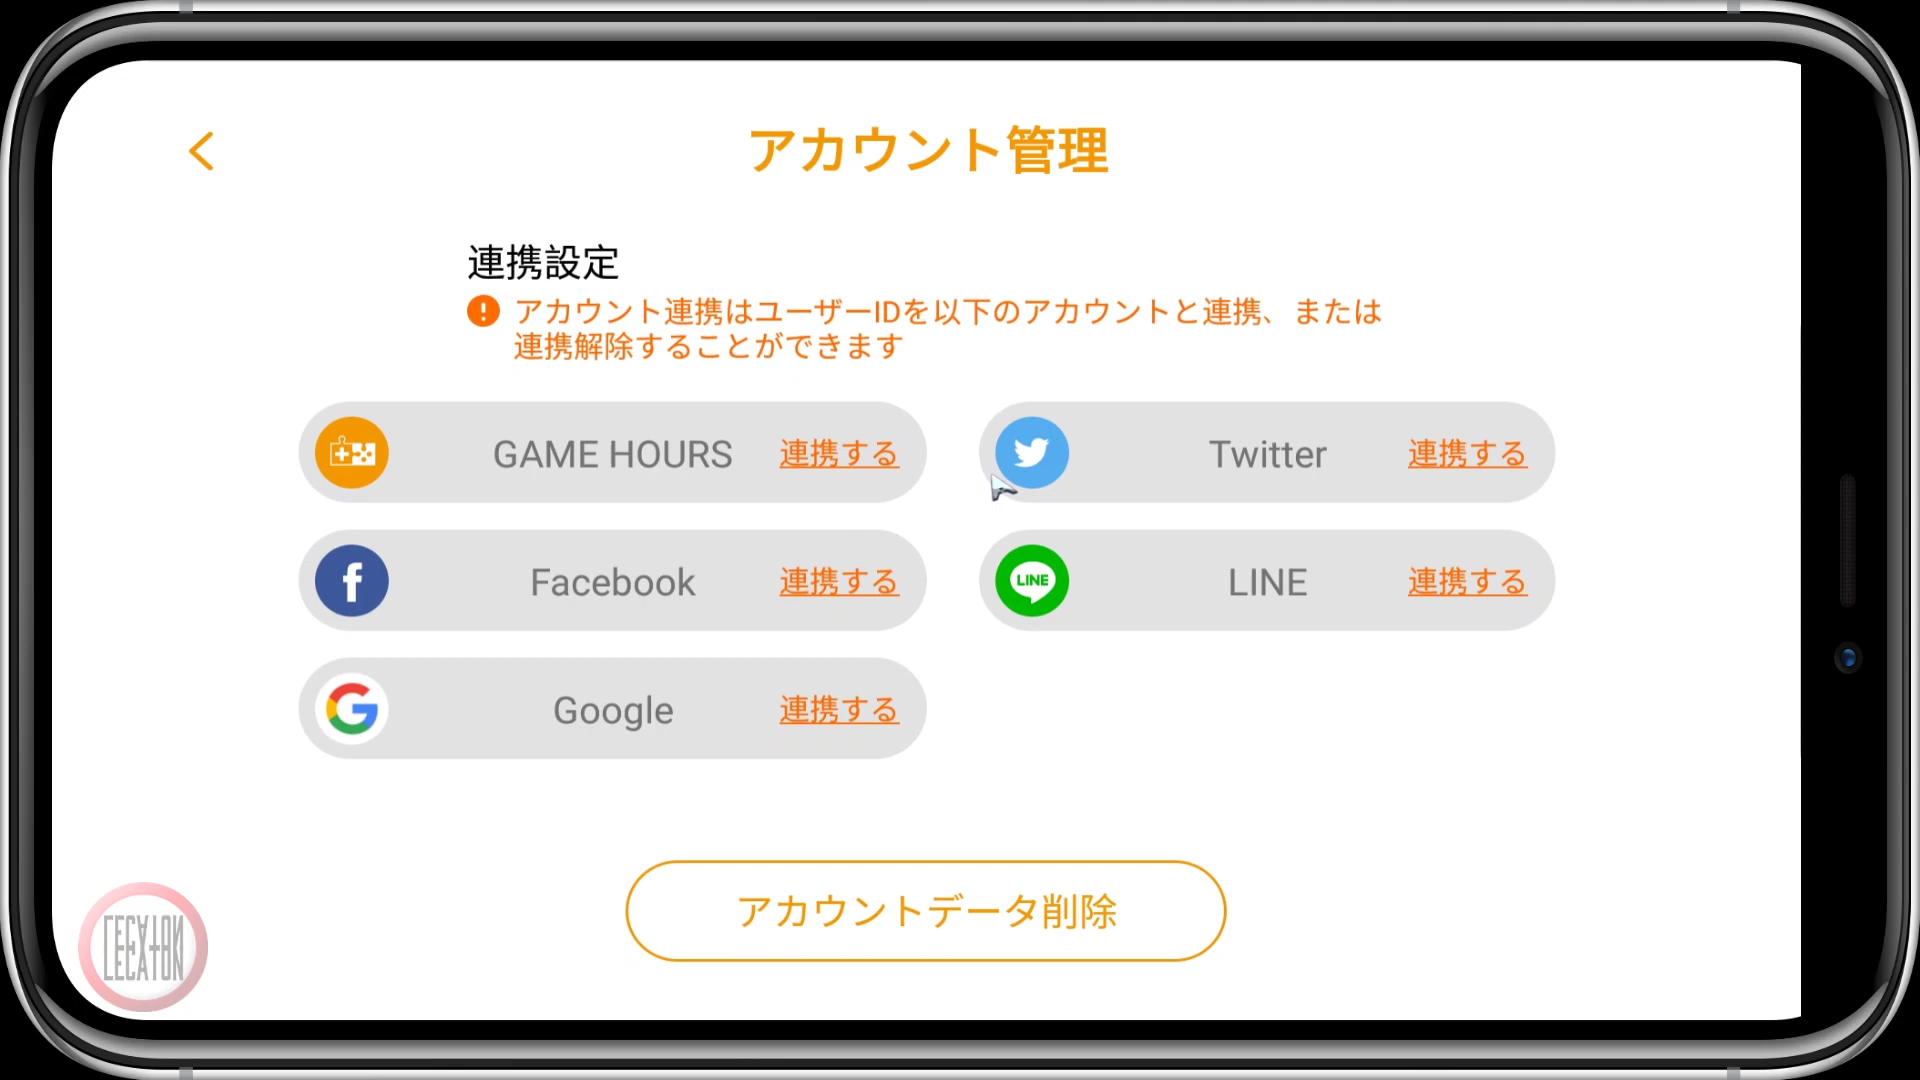 アカウント管理
連携設定
アカウント連携はユーザーIDを以下のアカウントと連携、または
連携解除することができます
GAME HOURS 連携する
Twitter 連携する
Facebook 連携する
LINE LINE 連携する
Google 連携する
アカウントデータ削除